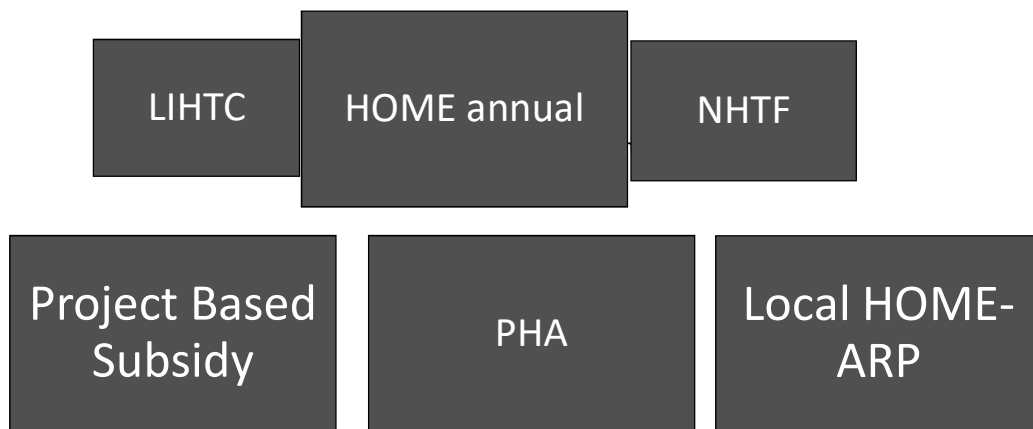 LIHTC
HOME annual
NHTF
Project Based
Subsidy
PHA
Local HOME-
ARP